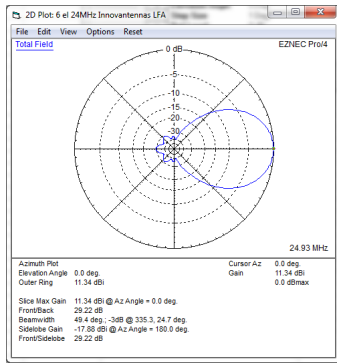 2D Plot: 6 el 24MHz Innovantennas LFA
File Edit View Options Reset
Total Field
EZNEC Pro/4
0 dB
-5
-10
-15
-20
-30
24.93 MHz
Azimuth Plot
Cursor Az 0.0 deg.
Elevation Angle 0.0 deg.
Gain 11.34 dBi
Outer Ring 11.34 dBi
0.0 dBmax
Slice Max Gain 11.34 dBi @ Az Angle = 0.0 deg.
Front/Back 29.22 dB
Beamwidth 49.4 deg.; -3dB @ 335.3, 24.7 deg.
Sidelobe Gain -17.88 dBi @ Az Angle = 180.0 deg.
Front/Sidelobe 29.22 dB